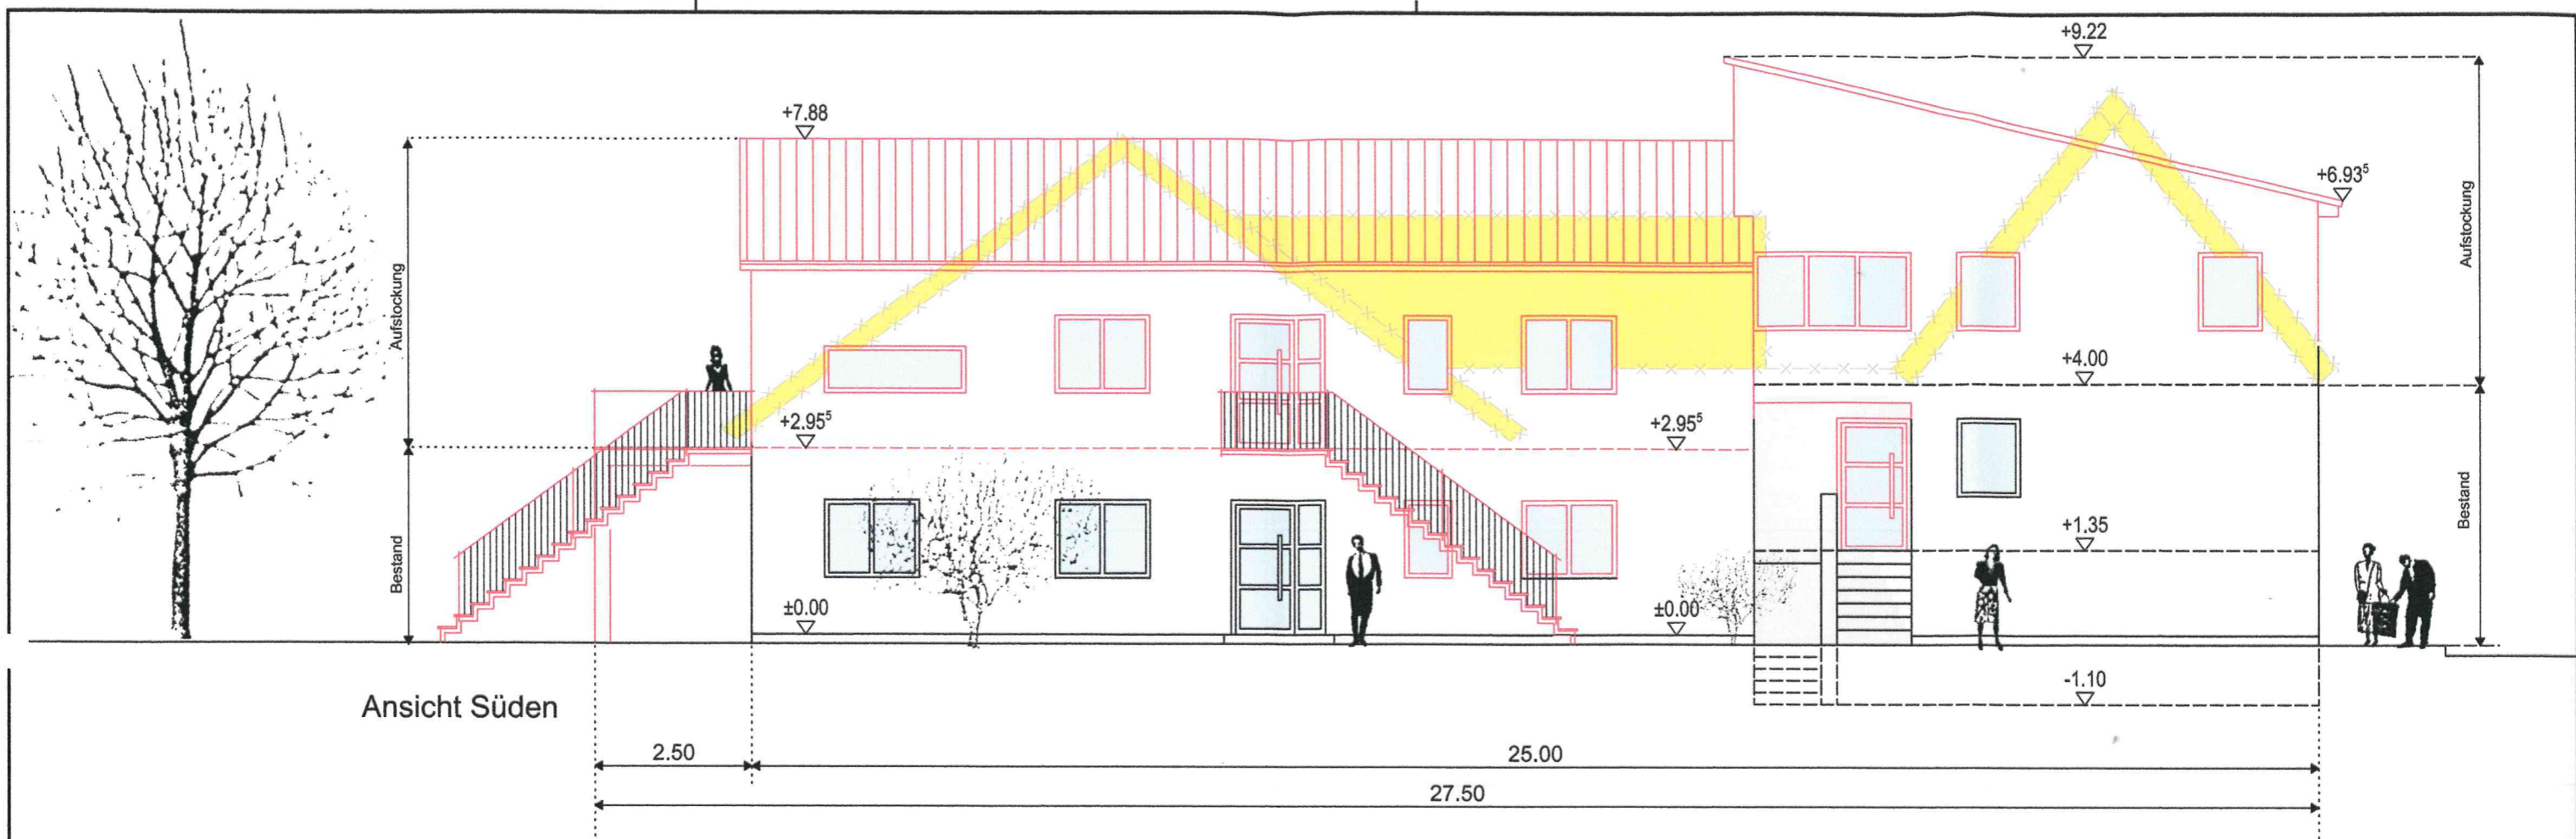 +9.22
+7.88
+6.93⁵
Aufstockung
Aufstockung
+4.00
+2.95⁵
+2.95⁵
Bestand
Bestand
+1.35
±0.00
±0.00
-1.10
Ansicht Süden
2.50
25.00
27.50